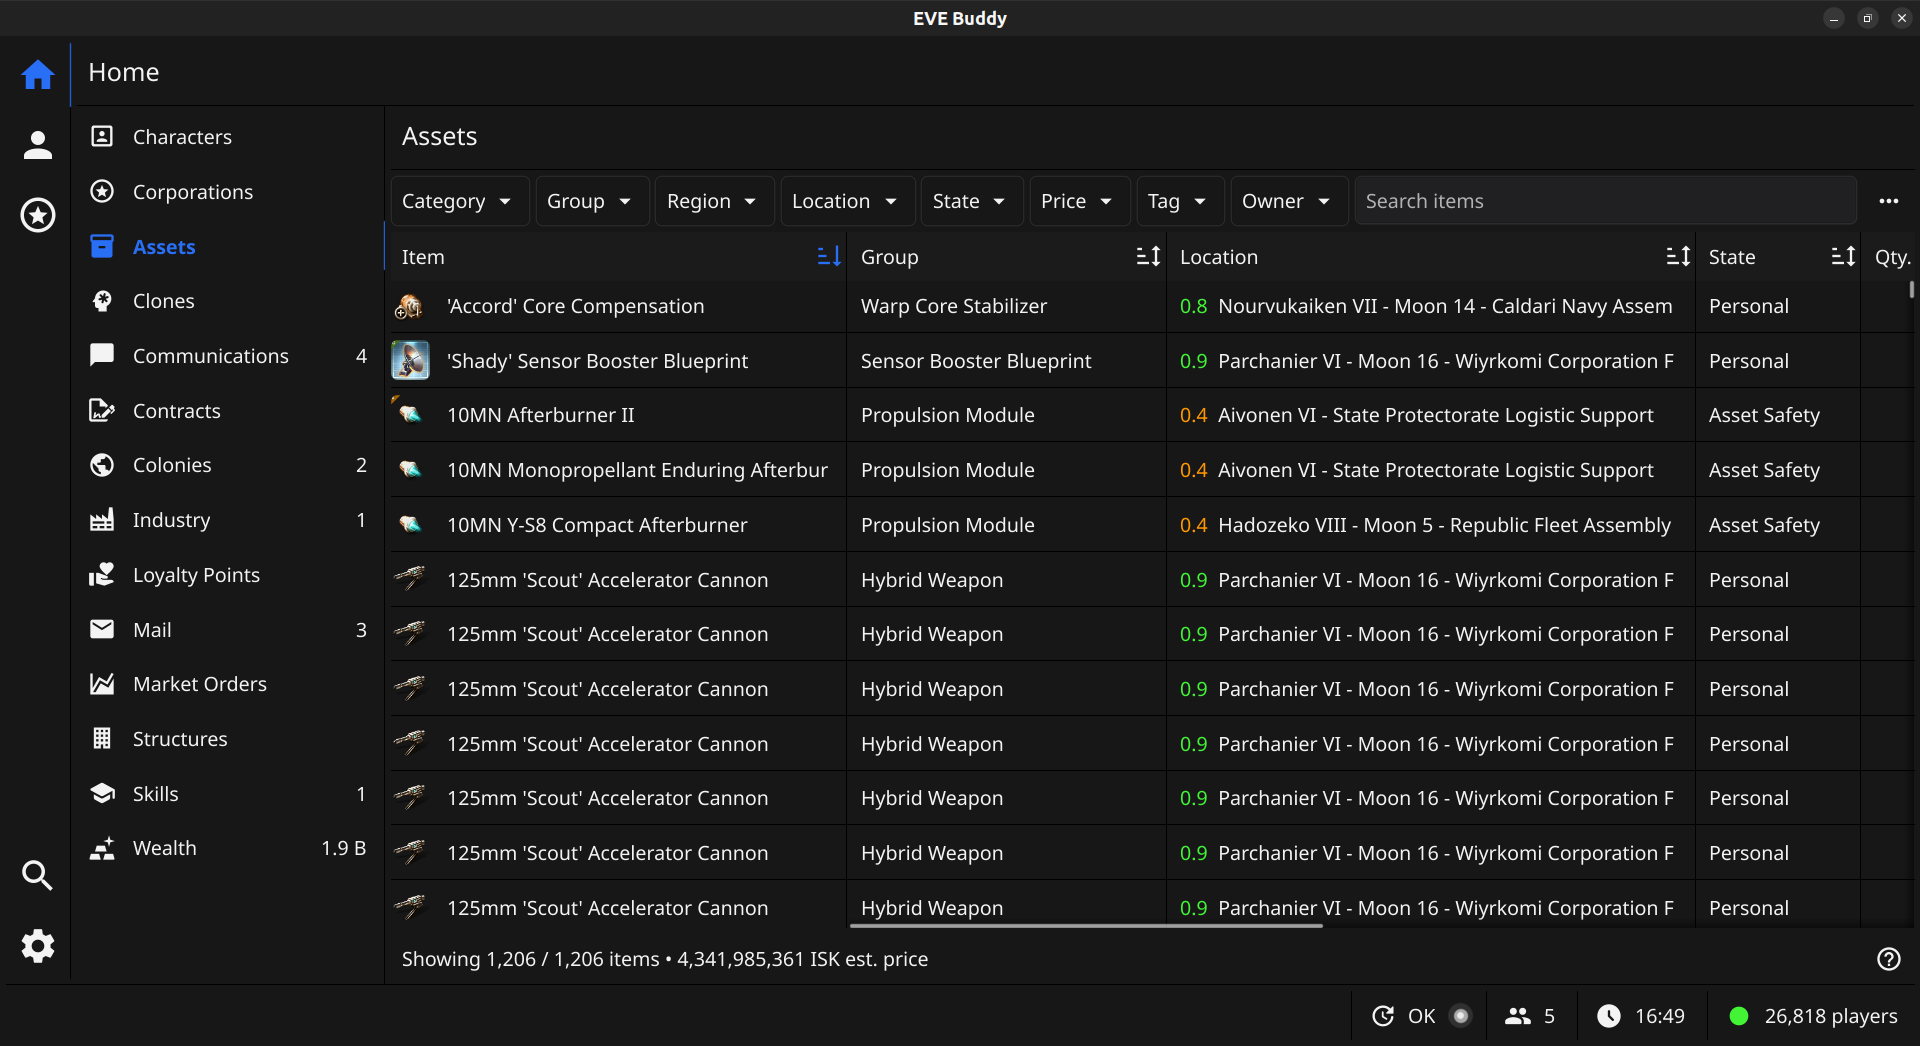 EVE Buddy
Home
Characters
Corporations
Assets
Clones
Communications 4
Contracts
Colonies 2
Industry 1
Loyalty Points
Mail 3
Market Orders
Structures
Skills 1
Wealth 1.9 B
Assets
Category Group Region Location State Price Tag Owner Search items
Item Group Location State Qty.
'Accord' Core Compensation Warp Core Stabilizer 0.8 Nourvukaiken VII - Moon 14 - Caldari Navy Assem Personal
'Shady' Sensor Booster Blueprint Sensor Booster Blueprint 0.9 Parchanier VI - Moon 16 - Wiyrkomi Corporation F Personal
10MN Afterburner II Propulsion Module 0.4 Aivonen VI - State Protectorate Logistic Support Asset Safety
10MN Monopropellant Enduring Afterbur Propulsion Module 0.4 Aivonen VI - State Protectorate Logistic Support Asset Safety
10MN Y-S8 Compact Afterburner Propulsion Module 0.4 Hadozeko VIII - Moon 5 - Republic Fleet Assembly Asset Safety
125mm 'Scout' Accelerator Cannon Hybrid Weapon 0.9 Parchanier VI - Moon 16 - Wiyrkomi Corporation F Personal
125mm 'Scout' Accelerator Cannon Hybrid Weapon 0.9 Parchanier VI - Moon 16 - Wiyrkomi Corporation F Personal
125mm 'Scout' Accelerator Cannon Hybrid Weapon 0.9 Parchanier VI - Moon 16 - Wiyrkomi Corporation F Personal
125mm 'Scout' Accelerator Cannon Hybrid Weapon 0.9 Parchanier VI - Moon 16 - Wiyrkomi Corporation F Personal
125mm 'Scout' Accelerator Cannon Hybrid Weapon 0.9 Parchanier VI - Moon 16 - Wiyrkomi Corporation F Personal
125mm 'Scout' Accelerator Cannon Hybrid Weapon 0.9 Parchanier VI - Moon 16 - Wiyrkomi Corporation F Personal
125mm 'Scout' Accelerator Cannon Hybrid Weapon 0.9 Parchanier VI - Moon 16 - Wiyrkomi Corporation F Personal
Showing 1,206 / 1,206 items • 4,341,985,361 ISK est. price
OK 5 16:49 26,818 players